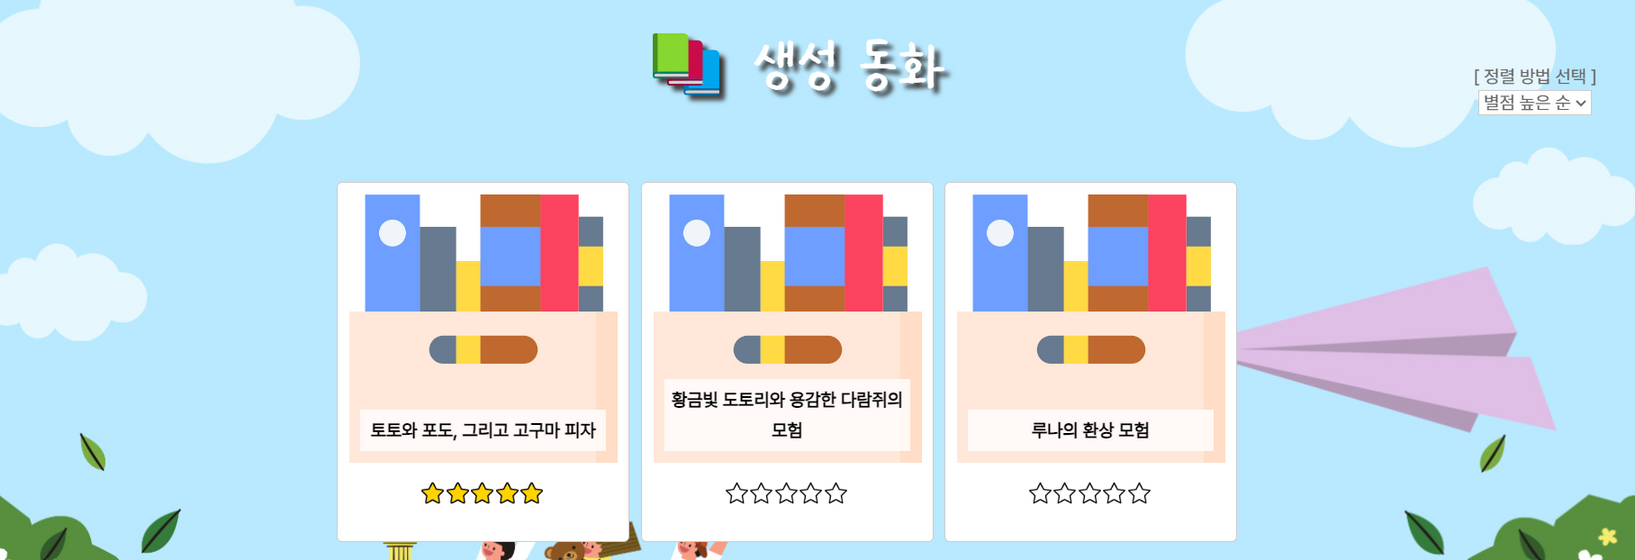 생성 동화
[ 정렬 방법 선택 ]
별점 높은 순
토토와 포도, 그리고 고구마 피자
황금빛 도토리와 용감한 다람쥐의
모험
루나의 환상 모험